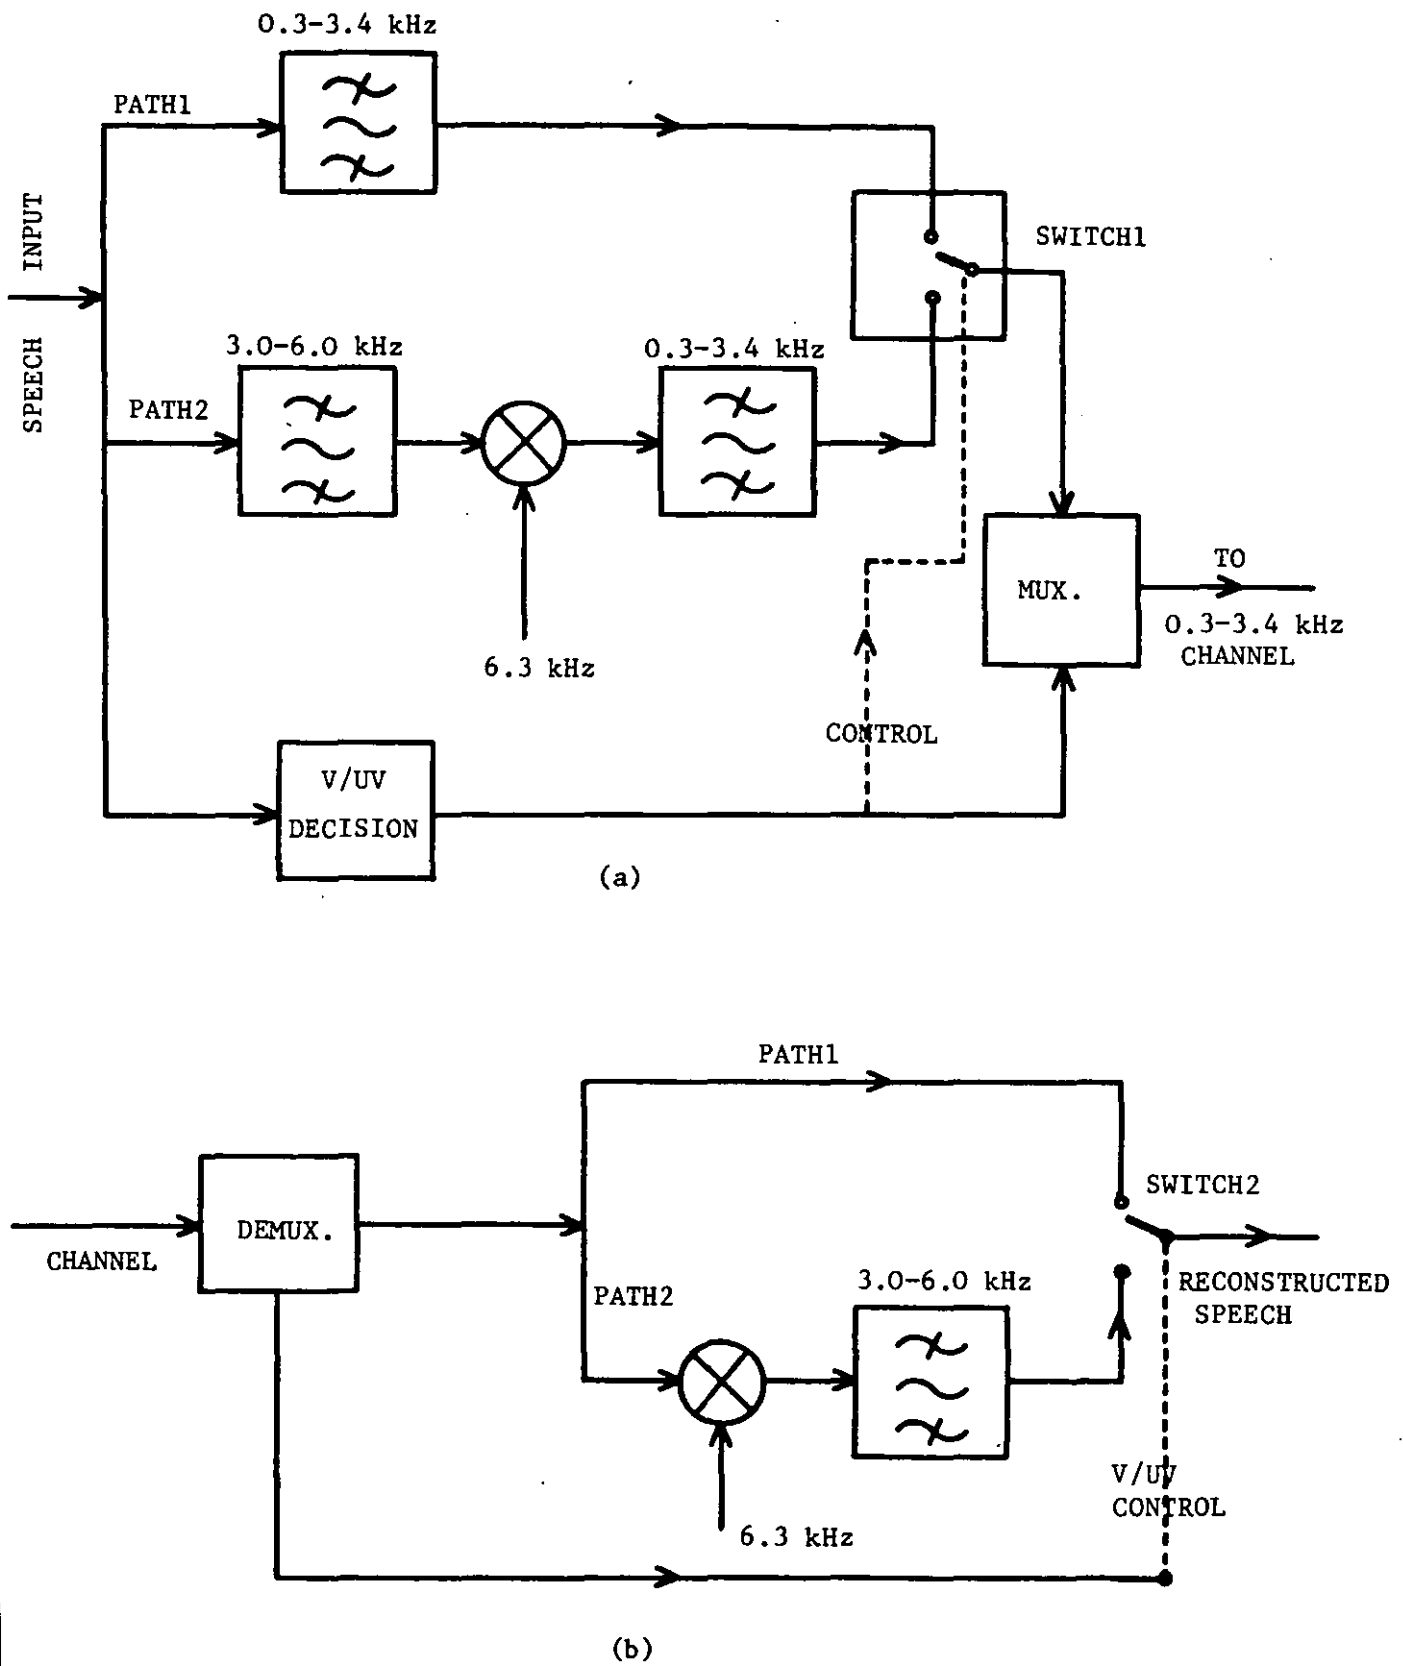 0.3-3.4 kHz
PATH1
SPEECH INPUT
SWITCH1
3.0-6.0 kHz
0.3-3.4 kHz
PATH2
6.3 kHz
MUX.
TO
0.3-3.4 kHz
CHANNEL
CONTROL
V/UV
DECISION
(a)
PATH1
SWITCH2
DEMUX.
CHANNEL
PATH2
3.0-6.0 kHz
RECONSTRUCTED
SPEECH
6.3 kHz
V/UV
CONTROL
(b)